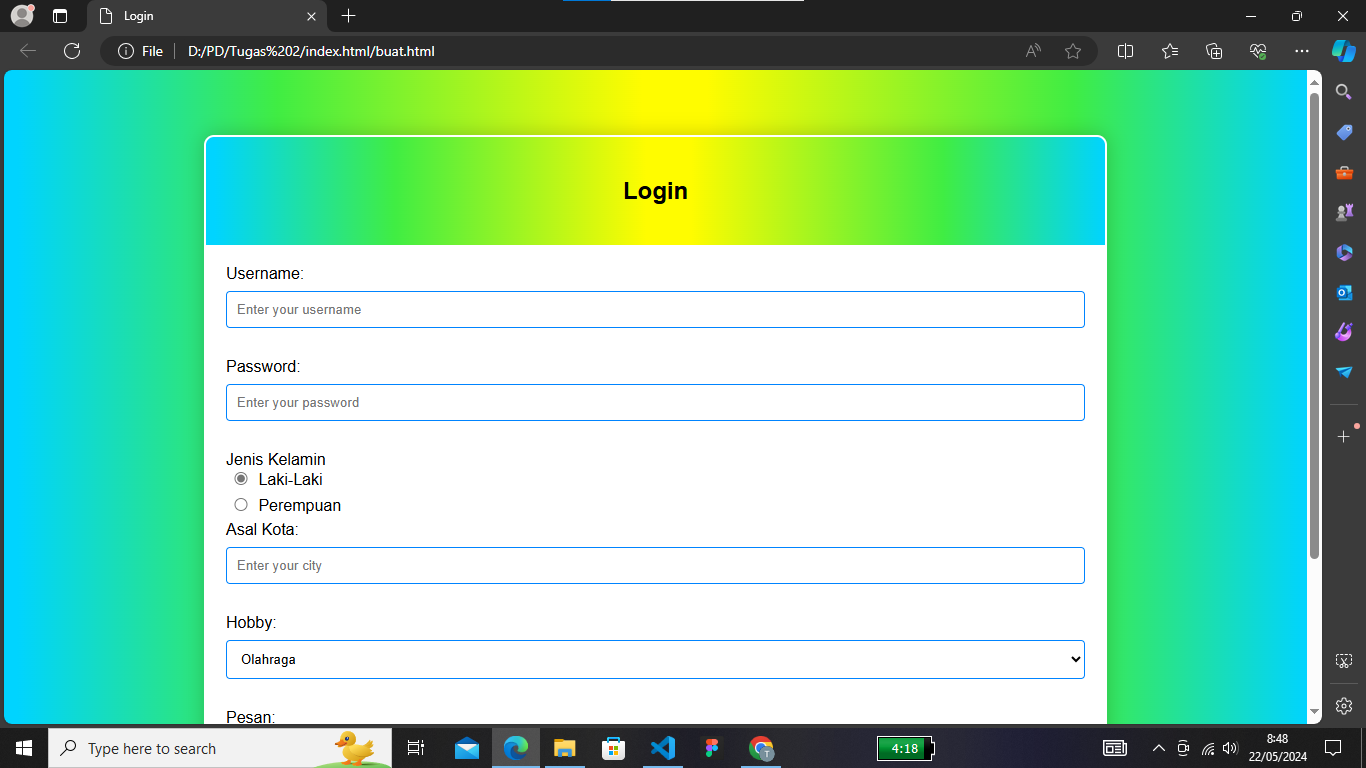 Login
File
D:/PD/Tugas%202/index.html/buat.html
Login
Username:
Enter your username
Password:
Enter your password
Jenis Kelamin
Laki-Laki
Perempuan
Asal Kota:
Enter your city
Hobby:
Olahraga
Pesan:
Type here to search
4:18
8:48
22/05/2024